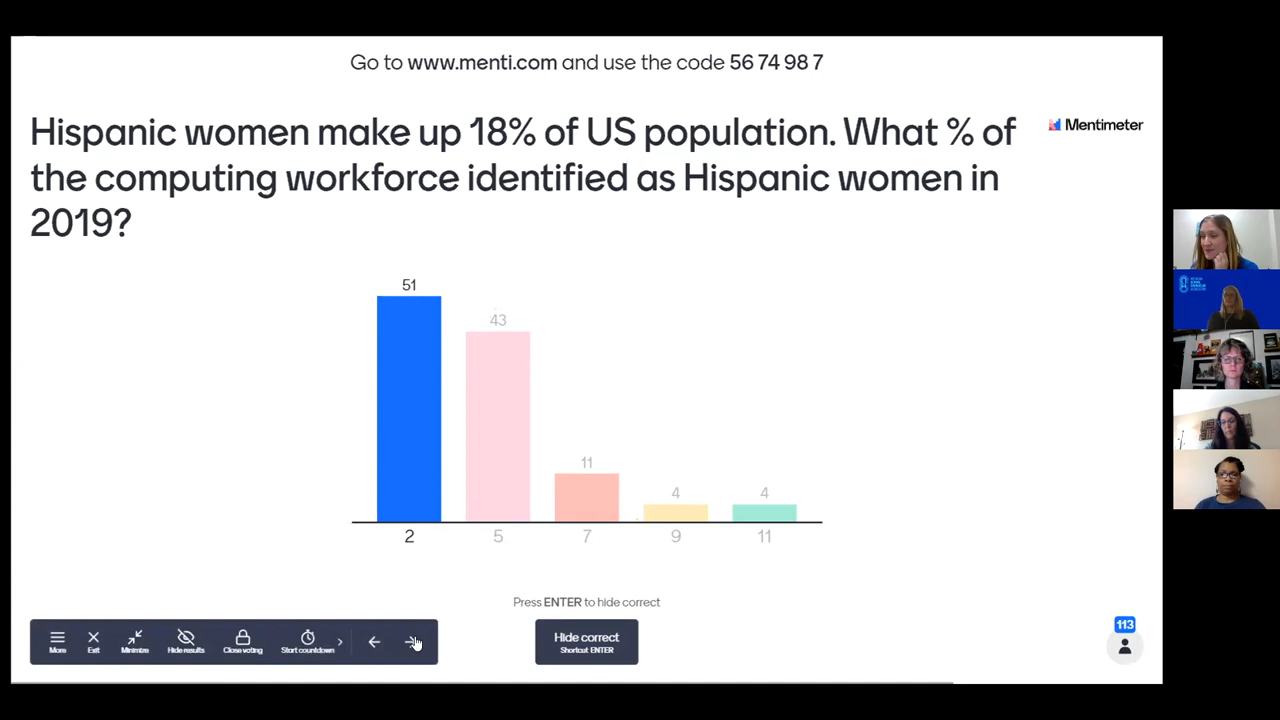 Go to www.menti.com and use the code 56 74 98 7
Hispanic women make up 18% of US population. What % of
the computing workforce identified as Hispanic women in
2019?
Mentimeter
51
43
11
4
4
2
5
7
9
11
Press ENTER to hide correct
More
Exit
Minimize
Hide results
Close voting
Start countdown
Hide correct
Shortcut ENTER
113